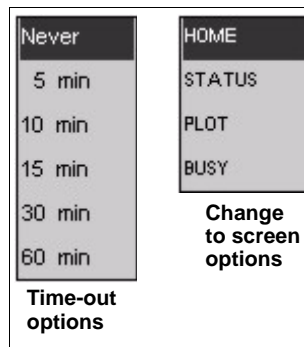 Never
5 min
10 min
15 min
30 min
60 min
Time-out
options
HOME
STATUS
PLOT
BUSY
Change
to screen
options